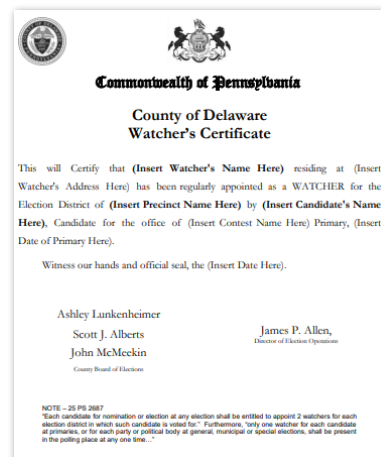 Commonwealth of Pennsylvania
County of Delaware
Watcher's Certificate
This will Certify that (Insert Watcher's Name Here) residing at (Insert
Watcher's Address Here) has been regularly appointed as a WATCHER for the
Election District of (Insert Precinct Name Here) by (Insert Candidate's Name
Here), Candidate for the office of (Insert Contest Name Here) Primary, (Insert
Date of Primary Here).
Witness our hands and official seal, the (Insert Date Here).
Ashley Lunkenheimer
Scott J. Alberts
John McMeekin
County Board of Elections
James P. Allen,
Director of Election Operations
NOTE – 25 PS 2687
"Each candidate for nomination or election at any election shall be entitled to appoint 2 watchers for each
election district in which such candidate is voted for." Furthermore, "only one watcher for each candidate
at primaries, or for each party or political body at general, municipal or special elections, shall be present
in the polling place at any one time…"